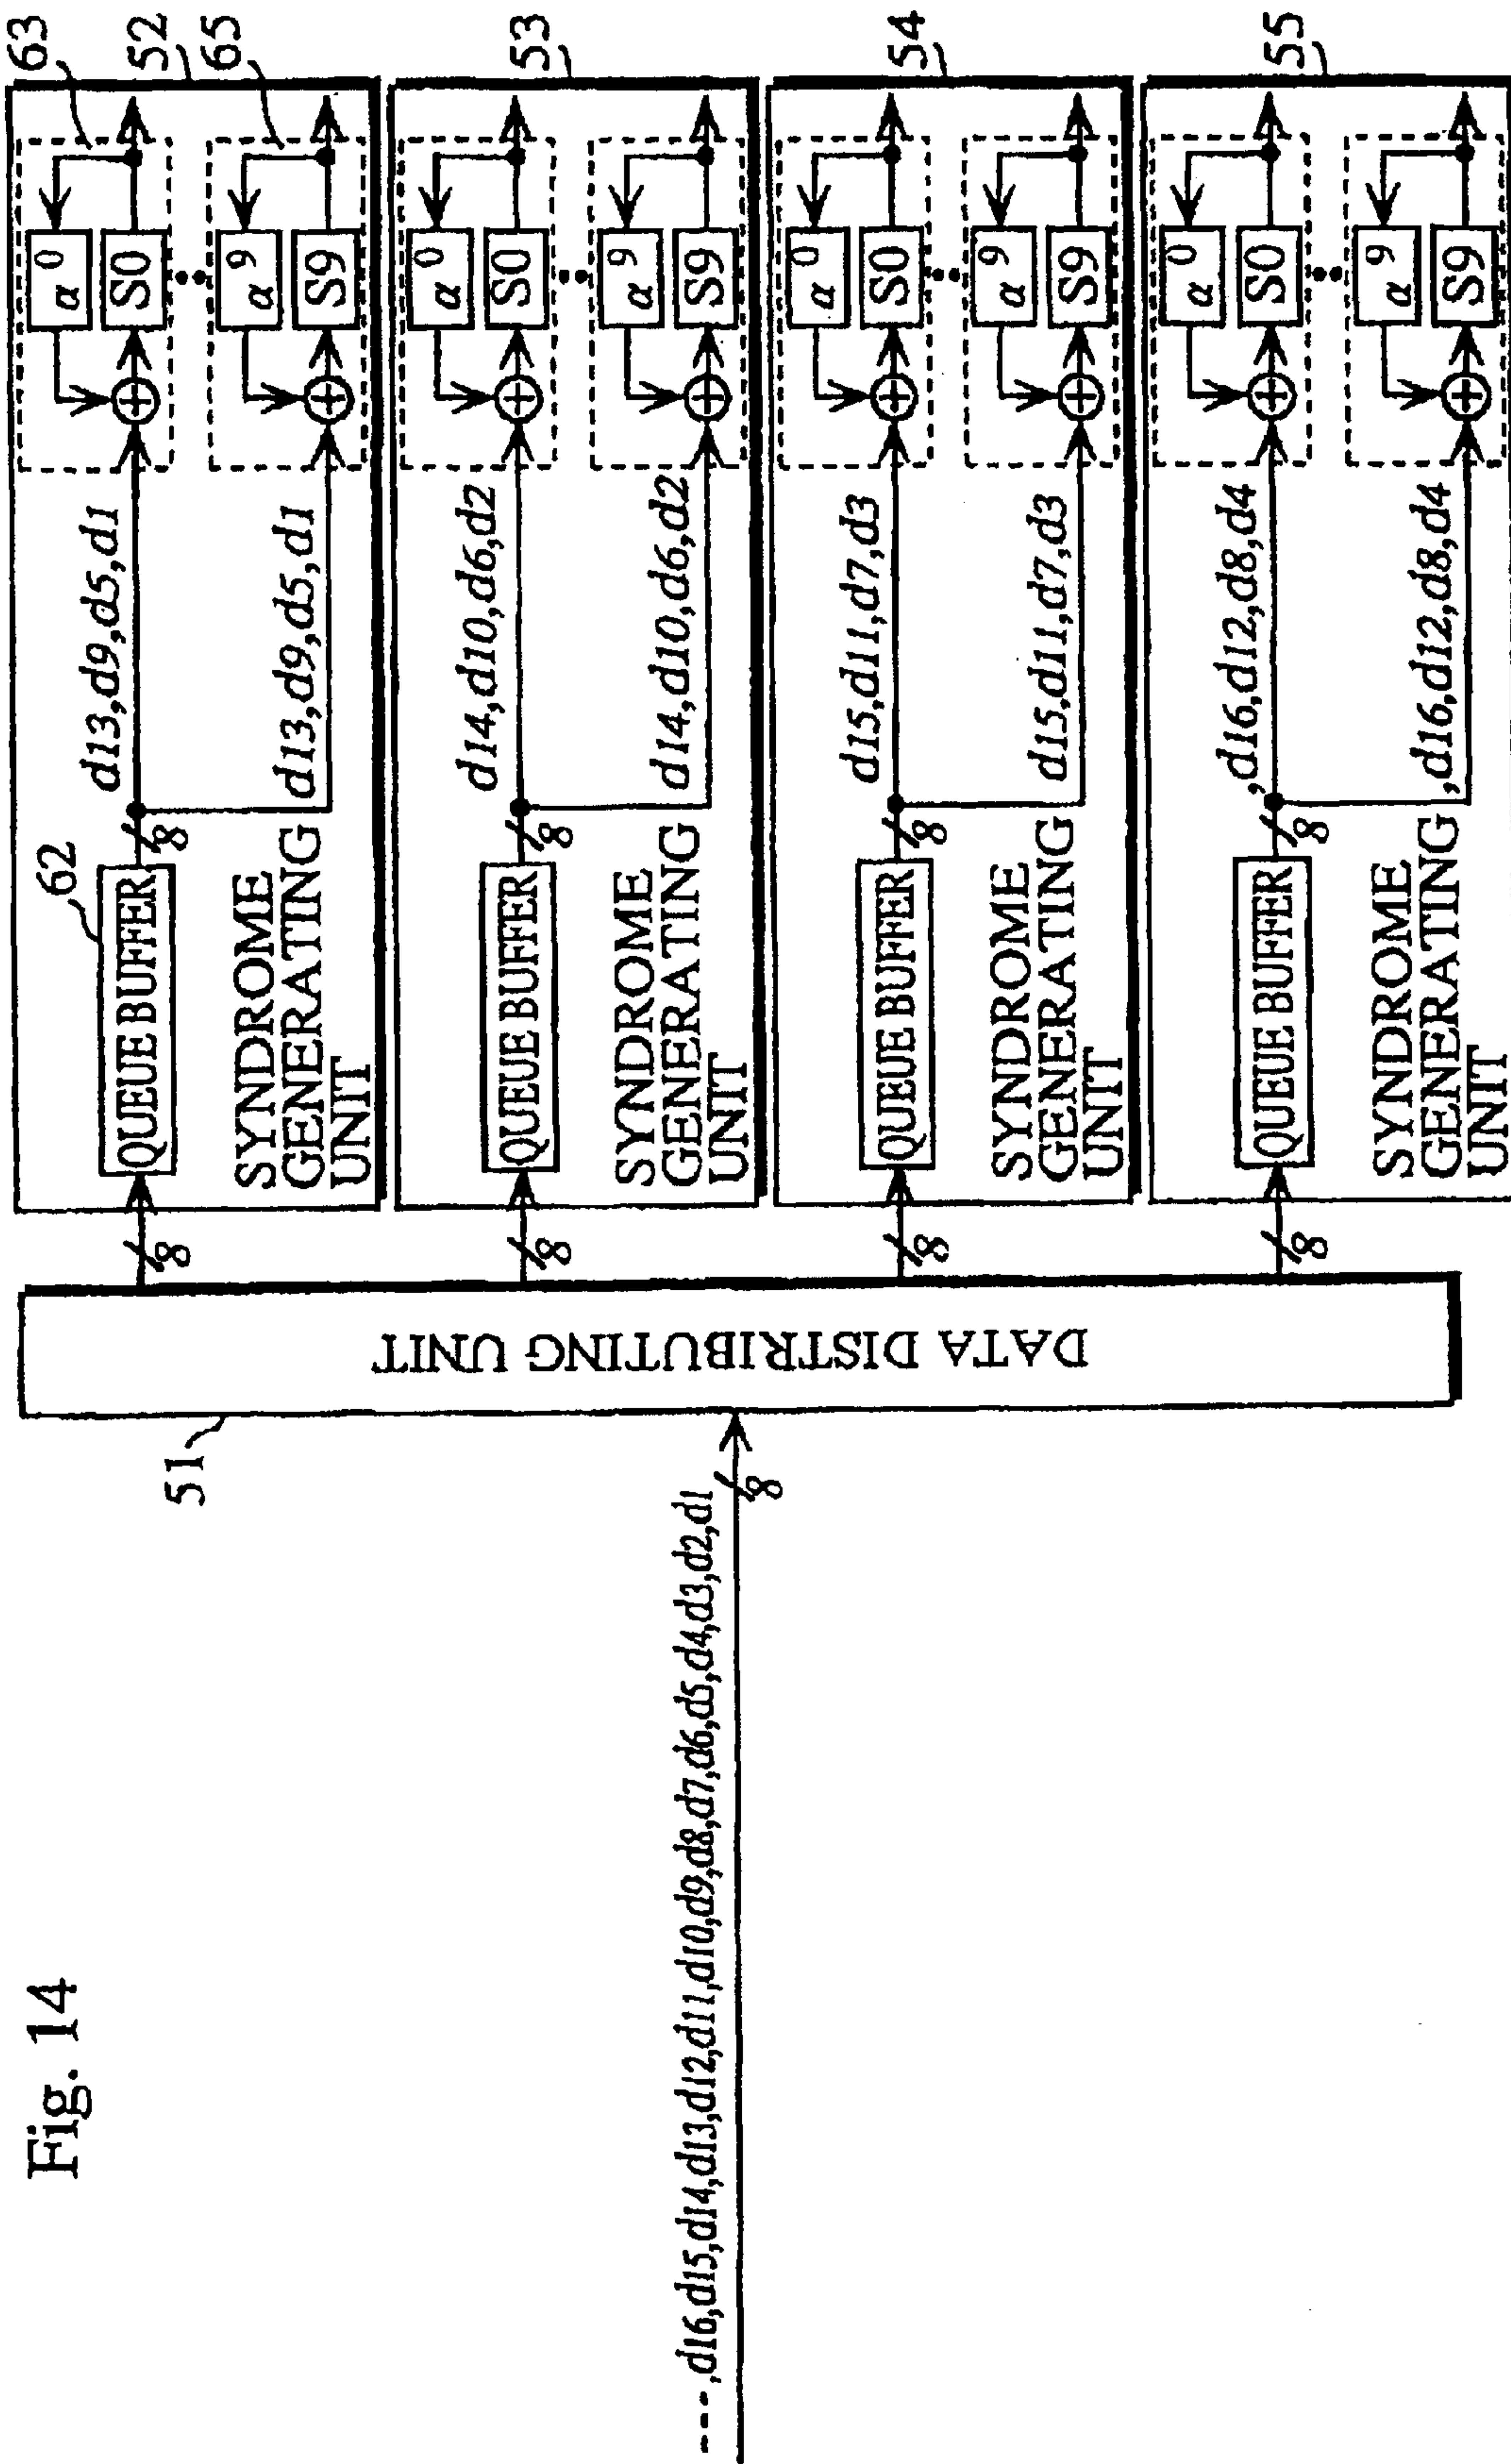 Fig. 14
---,d16,d15,d14,d13,d12,d11,d10,d9,d8,d7,d6,d5,d4,d3,d2,d1
8
51
DATA DISTRIBUTING UNIT
8
62
QUEUE BUFFER
8
SYNDROME
GENERATING
UNIT
d13,d9,d5,d1
d13,d9,d5,d1
α0
S0
α9
S9
63
52
65
8
QUEUE BUFFER
8
SYNDROME
GENERATING
UNIT
d14,d10,d6,d2
d14,d10,d6,d2
α0
S0
α9
S9
53
8
QUEUE BUFFER
8
SYNDROME
GENERATING
UNIT
d15,d11,d7,d3
d15,d11,d7,d3
α0
S0
α9
S9
54
8
QUEUE BUFFER
8
SYNDROME
GENERATING
UNIT
,d16,d12,d8,d4
,d16,d12,d8,d4
α0
S0
α9
S9
55